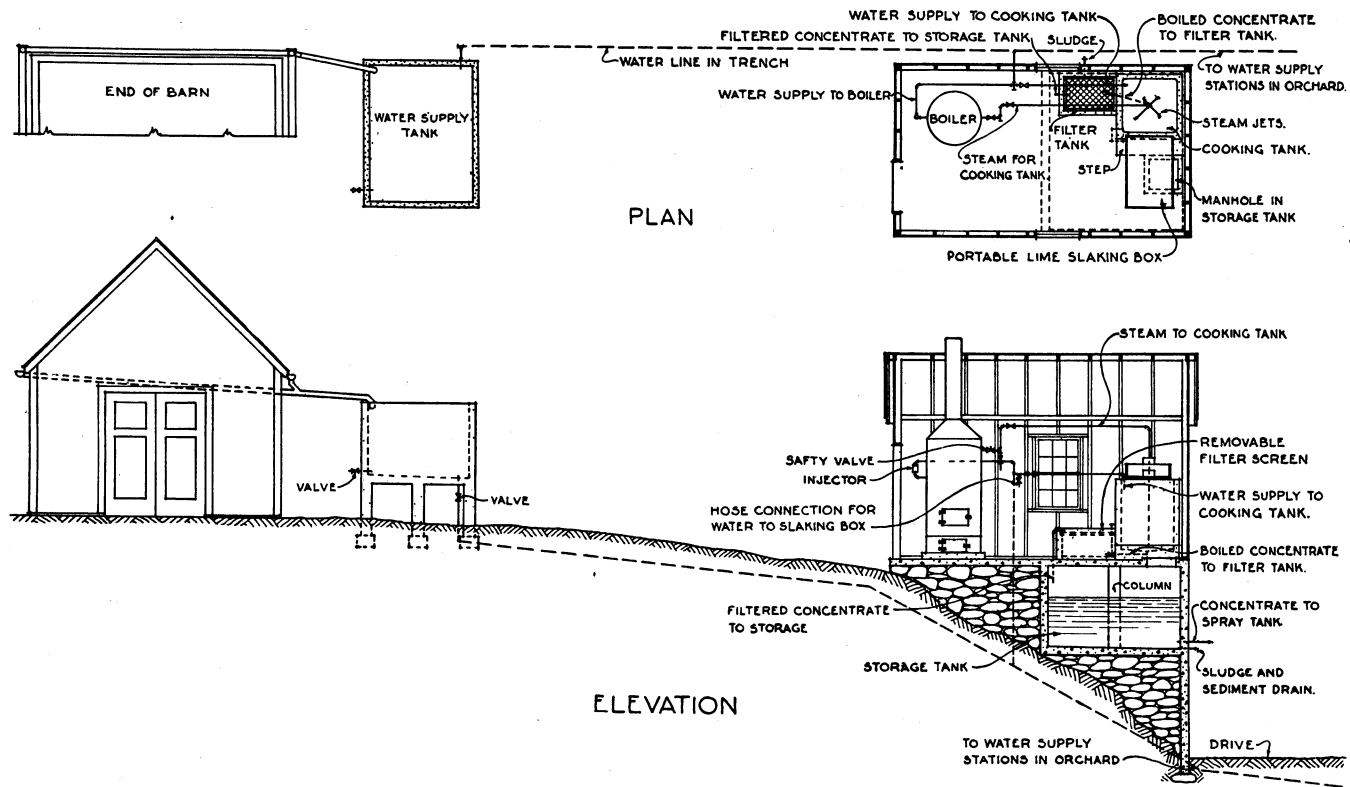 WATER SUPPLY TO COOKING TANK
BOILED CONCENTRATE
TO FILTER TANK.
FILTERED CONCENTRATE TO STORAGE TANK
SLUDGE
WATER LINE IN TRENCH
TO WATER SUPPLY
STATIONS IN ORCHARD.
END OF BARN
WATER SUPPLY
TANK
WATER SUPPLY TO BOILER
BOILER
FILTER
TANK
STEAM JETS.
COOKING TANK.
STEAM FOR
COOKING TANK.
STEP
MANHOLE IN
STORAGE TANK
PLAN
PORTABLE LIME SLAKING BOX
STEAM TO COOKING TANK
REMOVABLE
FILTER SCREEN
SAFTY VALVE
INJECTOR
VALVE
VALVE
HOSE CONNECTION FOR
WATER TO SLAKING BOX
WATER SUPPLY TO
COOKING TANK.
BOILED CONCENTRATE
TO FILTER TANK.
COLUMN
FILTERED CONCENTRATE
TO STORAGE
CONCENTRATE TO
SPRAY TANK
STORAGE TANK
SLUDGE AND
SEDIMENT DRAIN.
ELEVATION
TO WATER SUPPLY
STATIONS IN ORCHARD
DRIVE